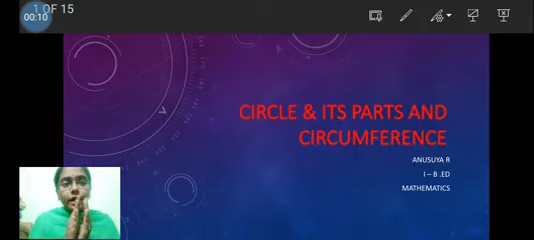 1 OF 15
00:10
CIRCLE & ITS PARTS AND
CIRCUMFERENCE
ANUSUYA R
I – B .ED
MATHEMATICS